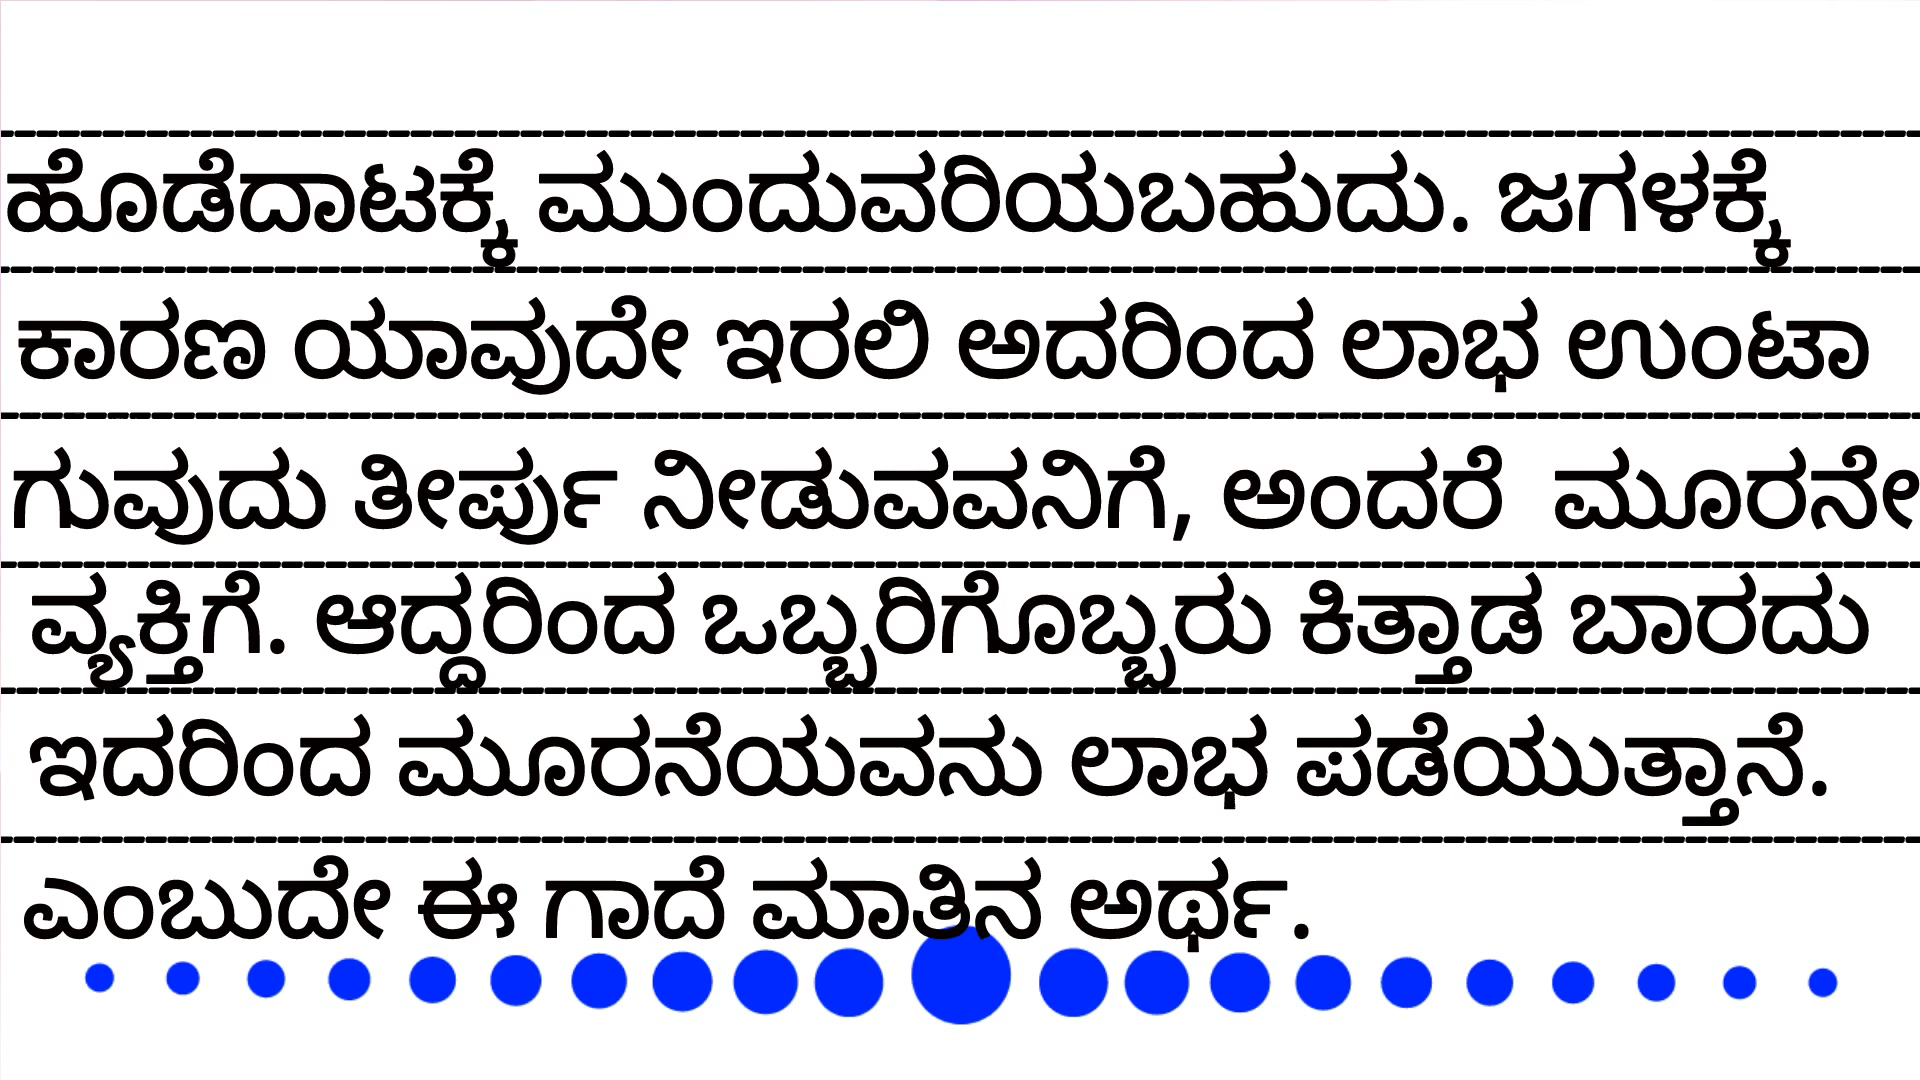 ಹೊಡೆದಾಟಕ್ಕೆ ಮುಂದುವರಿಯಬಹುದು. ಜಗಳಕ್ಕೆ
ಕಾರಣ ಯಾವುದೇ ಇರಲಿ ಅದರಿಂದ ಲಾಭ ಉಂಟಾ
ಗುವುದು ತೀರ್ಪು ನೀಡುವವನಿಗೆ, ಅಂದರೆ ಮೂರನೇ
ವ್ಯಕ್ತಿಗೆ. ಆದ್ದರಿಂದ ಒಬ್ಬರಿಗೊಬ್ಬರು ಕಿತ್ತಾಡ ಬಾರದು
ಇದರಿಂದ ಮೂರನೆಯವನು ಲಾಭ ಪಡೆಯುತ್ತಾನೆ.
ಎಂಬುದೇ ಈ ಗಾದೆ ಮಾತಿನ ಅರ್ಥ.